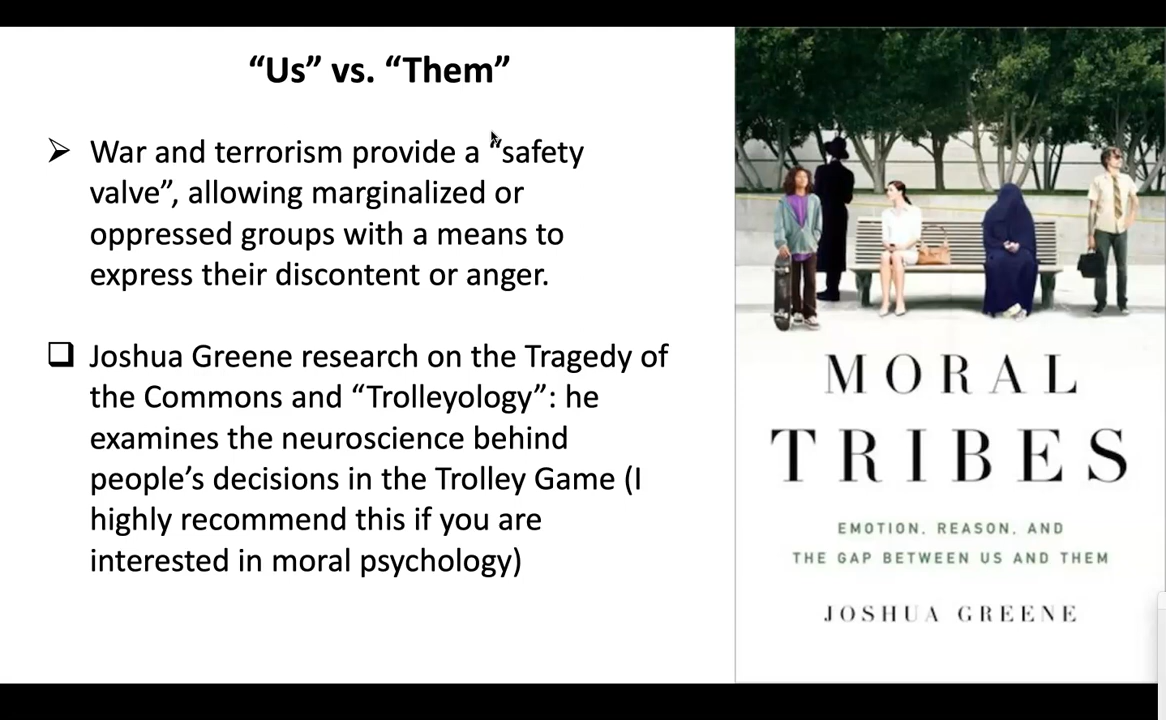 “Us” vs. “Them”
War and terrorism provide a “safety
valve”, allowing marginalized or
oppressed groups with a means to
express their discontent or anger.
Joshua Greene research on the Tragedy of
the Commons and “Trolleyology”: he
examines the neuroscience behind
people’s decisions in the Trolley Game (I
highly recommend this if you are
interested in moral psychology)
MORAL
TRIBES
EMOTION, REASON, AND
THE GAP BETWEEN US AND THEM
JOSHUA GREENE